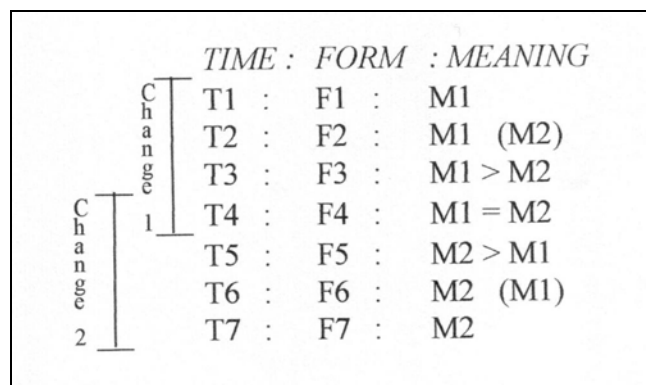 TIME : FORM : MEANING
T1 : F1 : M1
T2 : F2 : M1 (M2)
T3 : F3 : M1 > M2
T4 : F4 : M1 = M2
T5 : F5 : M2 > M1
T6 : F6 : M2 (M1)
T7 : F7 : M2
Change 1
Change 2